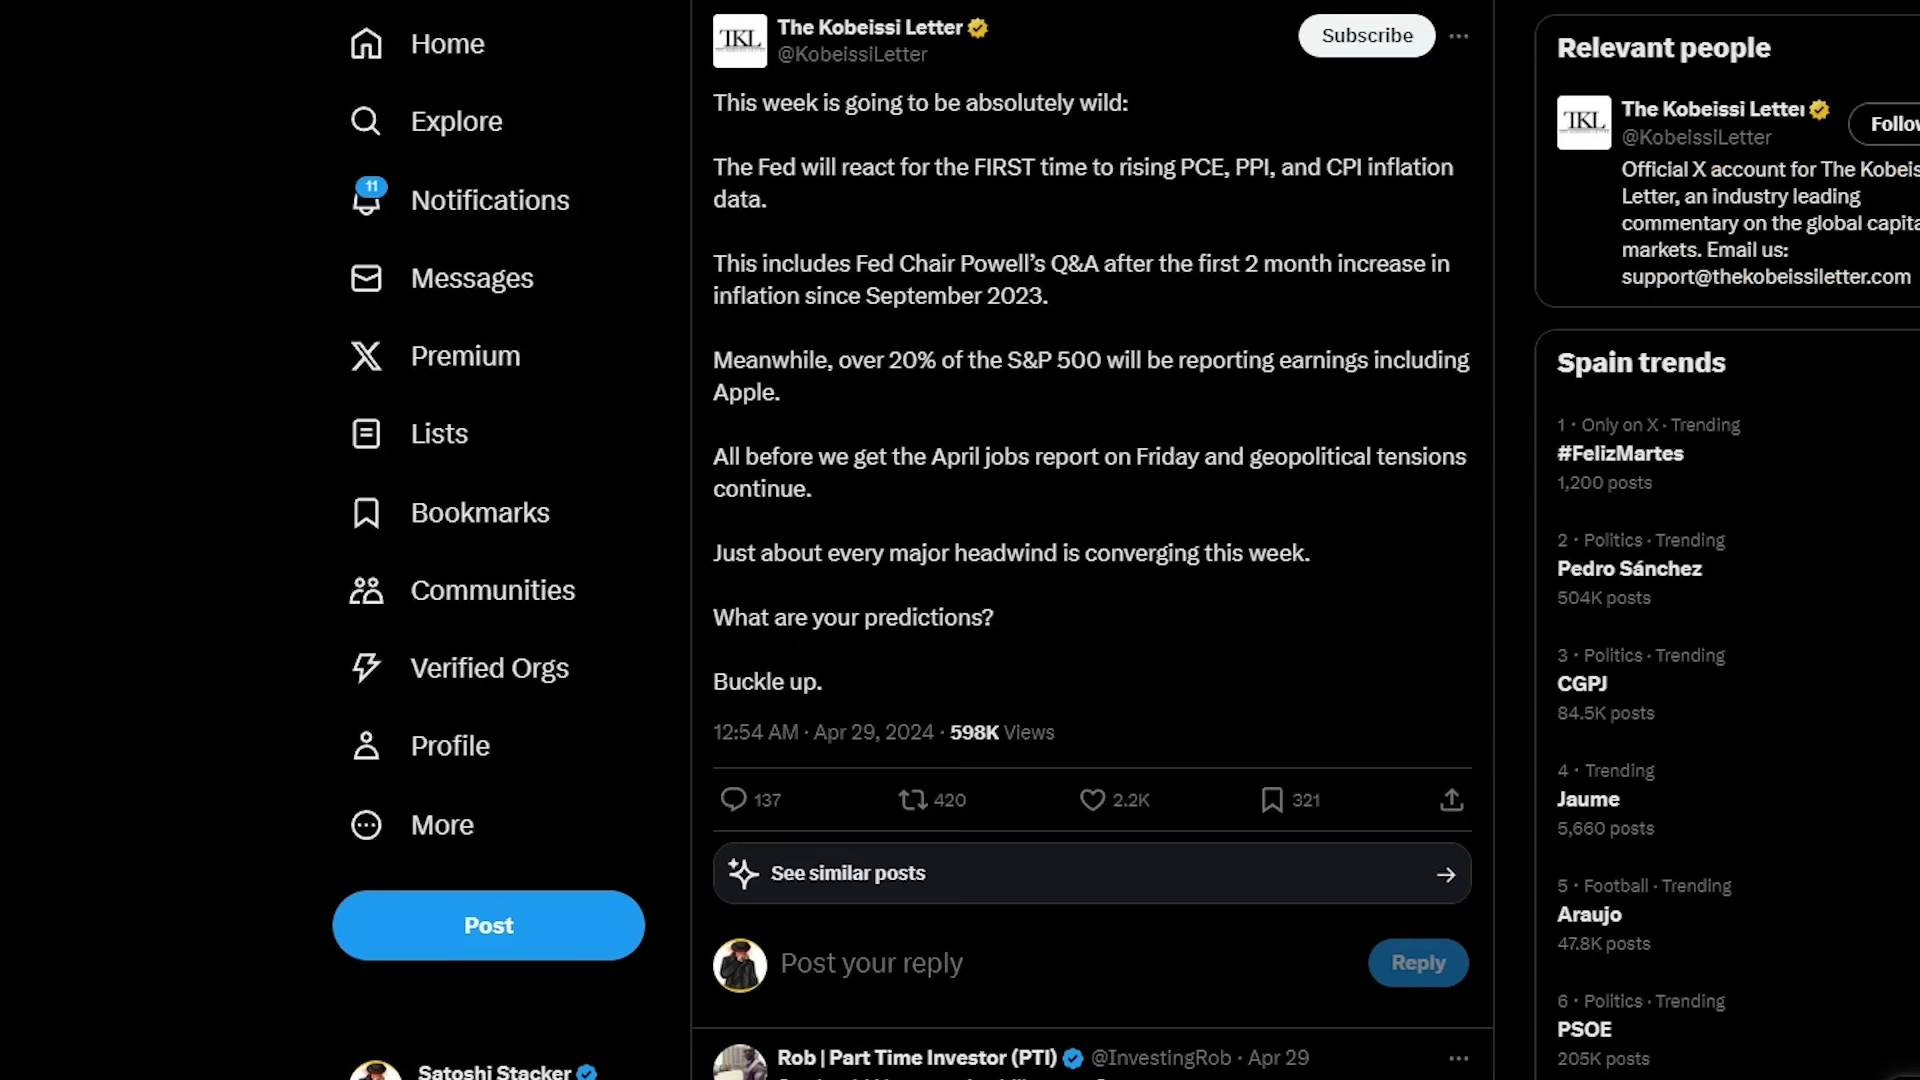 Home
Explore
11
Notifications
Messages
Premium
Lists
Bookmarks
Communities
Verified Orgs
Profile
More
Post
Satoshi Stacker
TKL
The Kobeissi Letter
@KobeissiLetter
Subscribe
This week is going to be absolutely wild:
The Fed will react for the FIRST time to rising PCE, PPI, and CPI inflation
data.
This includes Fed Chair Powell's Q&A after the first 2 month increase in
inflation since September 2023.
Meanwhile, over 20% of the S&P 500 will be reporting earnings including
Apple.
All before we get the April jobs report on Friday and geopolitical tensions
continue.
Just about every major headwind is converging this week.
What are your predictions?
Buckle up.
12:54 AM · Apr 29, 2024 · 598K Views
137 420 2.2K 321
See similar posts
Post your reply
Reply
Rob | Part Time Investor (PTI) @InvestingRob · Apr 29
Relevant people
TKL
The Kobeissi Letter
@KobeissiLetter
Follow
Official X account for The Kobeis
Letter, an industry leading
commentary on the global capita
markets. Email us:
support@thekobeissiletter.com
Spain trends
1 · Only on X · Trending
#FelizMartes
1,200 posts
2 · Politics · Trending
Pedro Sánchez
504K posts
3 · Politics · Trending
CGPJ
84.5K posts
4 · Trending
Jaume
5,660 posts
5 · Football · Trending
Araujo
47.8K posts
6 · Politics · Trending
PSOE
205K posts